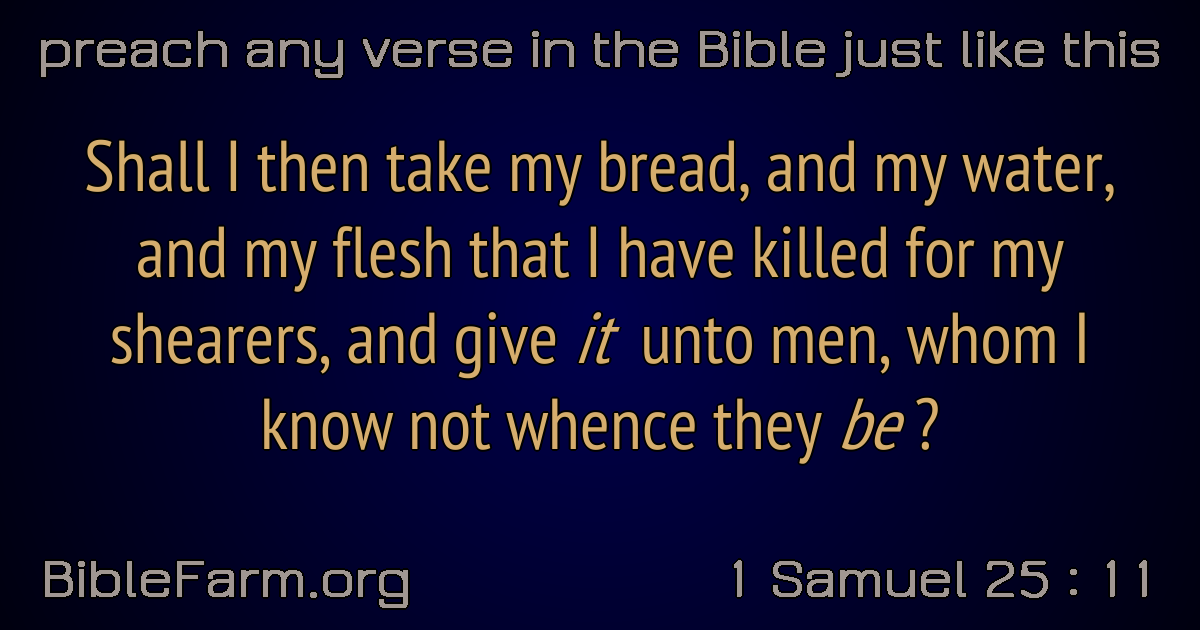 preach any verse in the Bible just like this
Shall I then take my bread, and my water,
and my flesh that I have killed for my
shearers, and give it unto men, whom I
know not whence they be ?
BibleFarm.org
1 Samuel 25 : 11